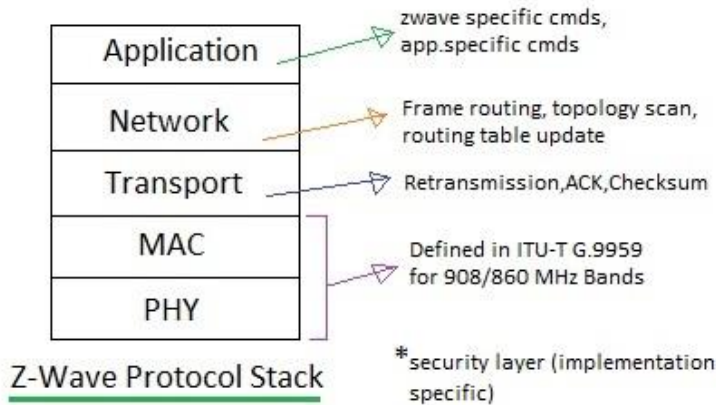 Application
zwave specific cmds,
app.specific cmds
Network
Frame routing, topology scan,
routing table update
Transport
Retransmission,ACK,Checksum
MAC
PHY
Defined in ITU-T G.9959
for 908/860 MHz Bands
Z-Wave Protocol Stack
*security layer (implementation
specific)